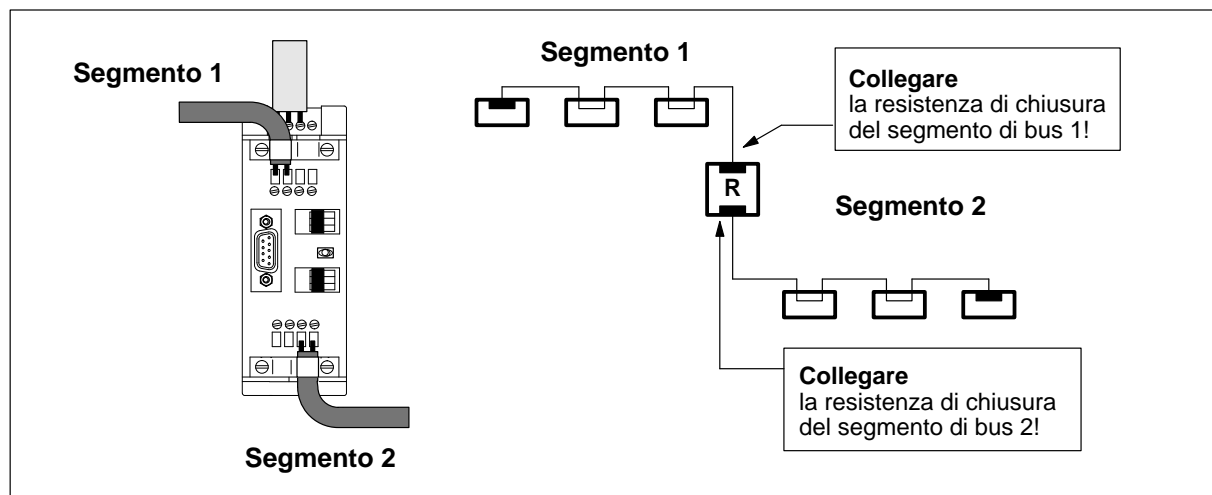 Segmento 1
Segmento 2
Segmento 1
Collegare
la resistenza di chiusura
del segmento di bus 1!
R
Segmento 2
Collegare
la resistenza di chiusura
del segmento di bus 2!